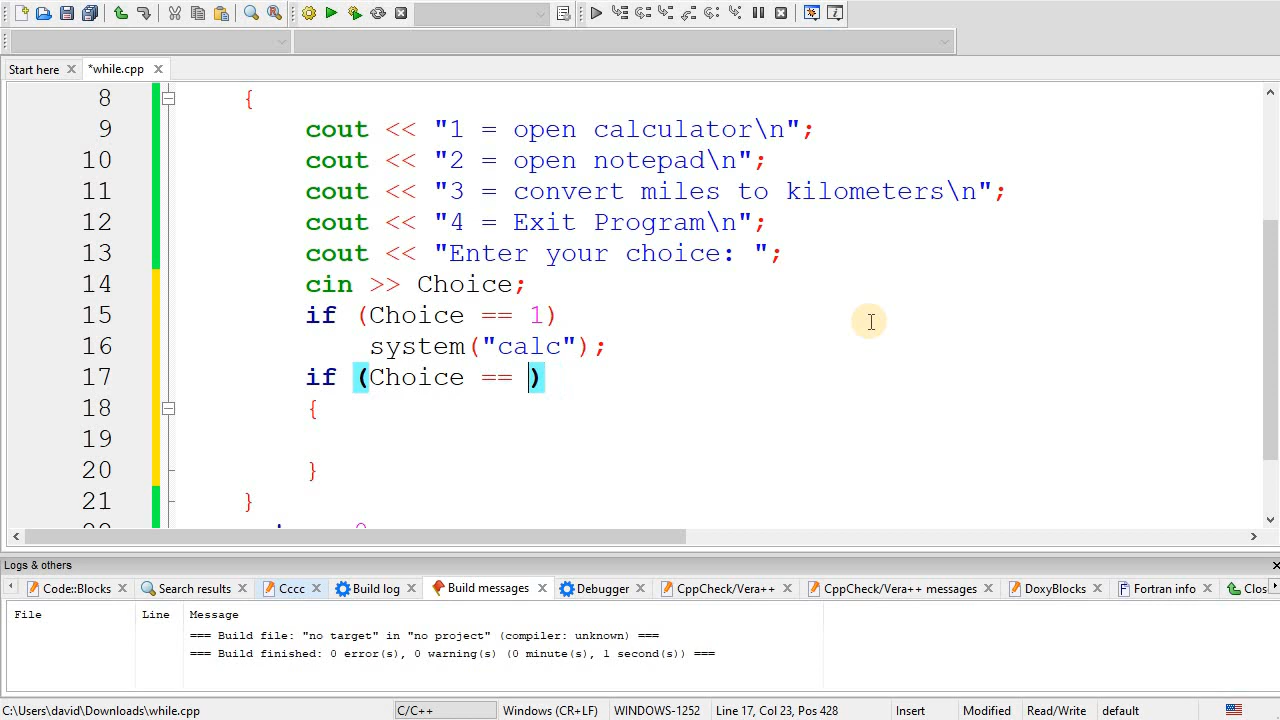 Start here
*while.cpp
8 {
9 cout << "1 = open calculator\n";
10 cout << "2 = open notepad\n";
11 cout << "3 = convert miles to kilometers\n";
12 cout << "4 = Exit Program\n";
13 cout << "Enter your choice: ";
14 cin >> Choice;
15 if (Choice == 1)
16 system("calc");
17 if (Choice == )
18 {
19
20 }
21 }
Logs & others
Code::Blocks Search results Cccc Build log Build messages Debugger CppCheck/Vera++ CppCheck/Vera++ messages DoxyBlocks Fortran info Clos
File Line Message
=== Build file: "no target" in "no project" (compiler: unknown) ===
=== Build finished: 0 error(s), 0 warning(s) (0 minute(s), 1 second(s)) ===
C:\Users\david\Downloads\while.cpp C/C++ Windows (CR+LF) WINDOWS-1252 Line 17, Col 23, Pos 428 Insert Modified Read/Write default